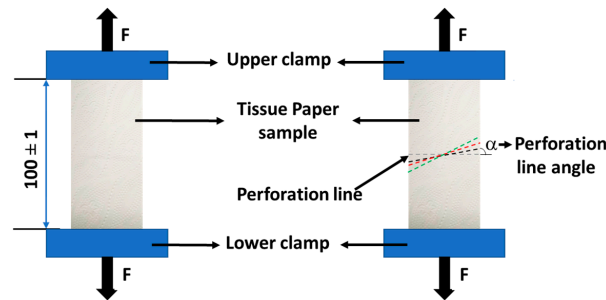 F
F
Upper clamp
Tissue Paper
sample
100 ± 1
α
Perforation
line angle
Perforation line
Lower clamp
F
F